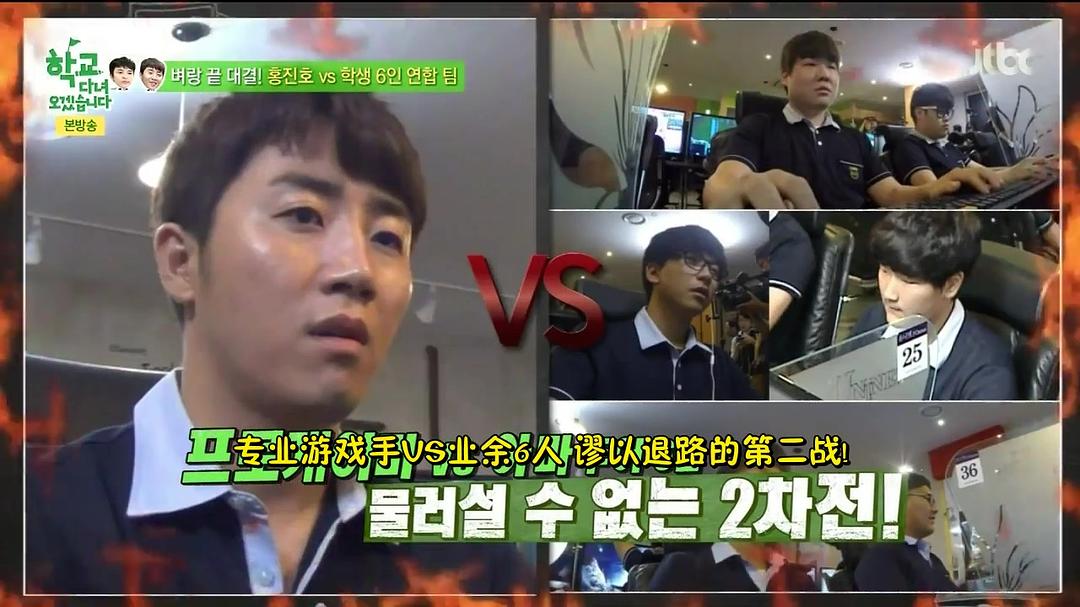 학교
다녀
오겠습니다
본방송
벼랑 끝 대결! 홍진호 vs 학생 6인 연합 팀
jtbc
VS
25
36
专业游戏手VS业余6人 谬以退路的第二战!
물러설 수 없는 2차전!